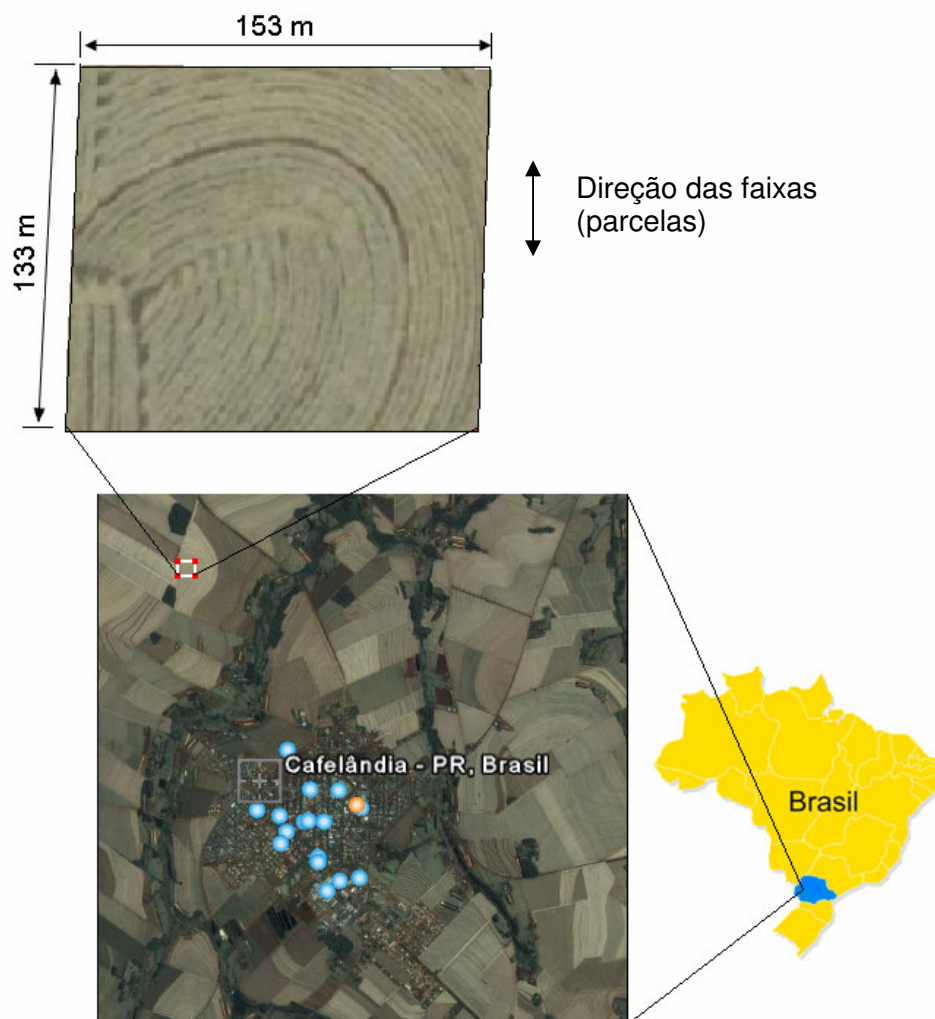 153 m
133 m
Direção das faixas
(parcelas)
Cafelândia - PR, Brasil
Brasil